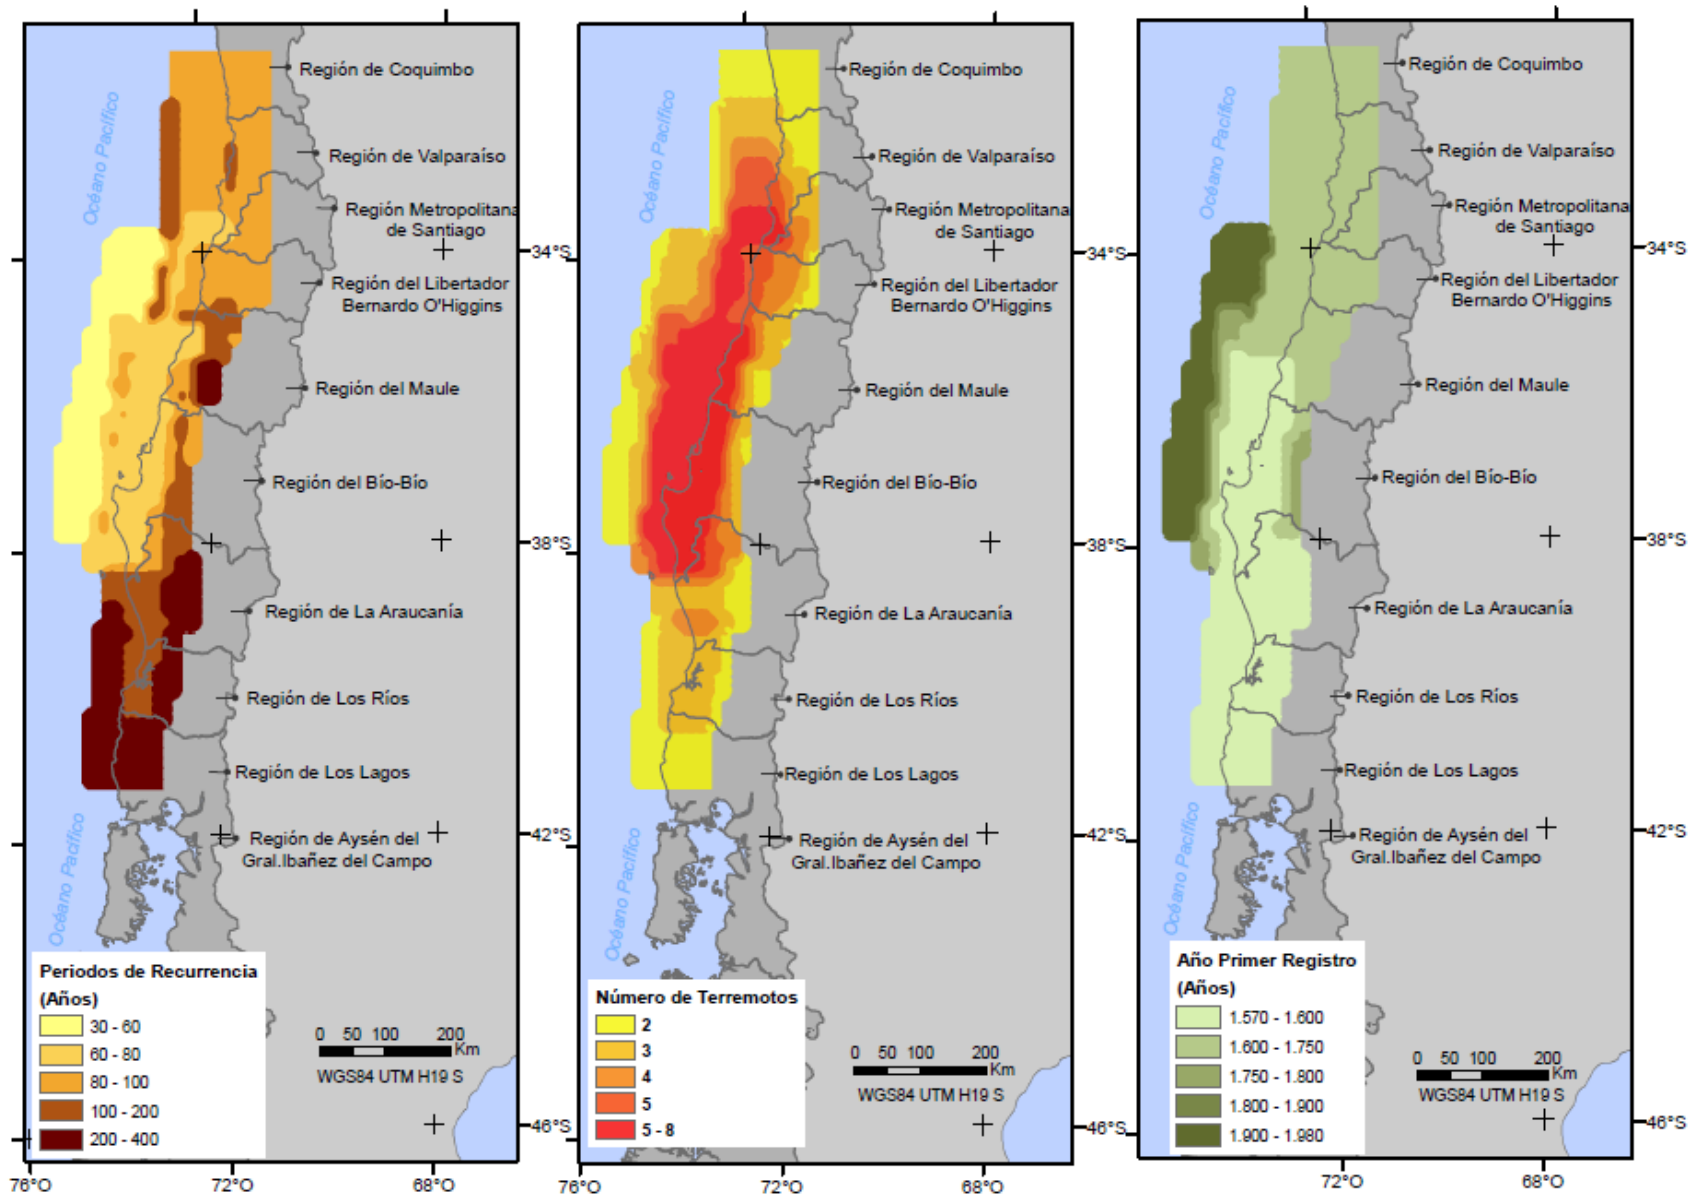 Océano Pacífico
Región de Coquimbo
Región de Valparaíso
Región Metropolitana
de Santiago
34°S
Región del Libertador
Bernardo O'Higgins
Región del Maule
Región del Bío-Bío
38°S
Región de La Araucanía
Región de Los Ríos
Región de Los Lagos
Océano Pacífico
Región de Aysén del
Gral.Ibañez del Campo
42°S
Periodos de Recurrencia
(Años)
30 - 60
60 - 80
80 - 100
100 - 200
200 - 400
0 50 100 200
Km
WGS84 UTM H19 S
46°S
76°O
72°O
68°O
Océano Pacífico
Región de Coquimbo
Región de Valparaíso
Región Metropolitana
de Santiago
34°S
Región del Libertador
Bernardo O'Higgins
Región del Maule
Región del Bío-Bío
38°S
Región de La Araucanía
Región de Los Ríos
Región de Los Lagos
Océano Pacífico
Región de Aysén del
Gral.Ibañez del Campo
42°S
Número de Terremotos
2
3
4
5
5 - 8
0 50 100 200
Km
WGS84 UTM H19 S
46°S
76°O
72°O
68°O
Océano Pacífico
Región de Coquimbo
Región de Valparaíso
Región Metropolitana
de Santiago
34°S
Región del Libertador
Bernardo O'Higgins
Región del Maule
Región del Bío-Bío
38°S
Región de La Araucanía
Región de Los Ríos
Región de Los Lagos
Océano Pacífico
Región de Aysén del
Gral.Ibañez del Campo
42°S
Año Primer Registro
(Años)
1.570 - 1.600
1.600 - 1.750
1.750 - 1.800
1.800 - 1.900
1.900 - 1.980
0 50 100 200
Km
WGS84 UTM H19 S
46°S
72°O
68°O